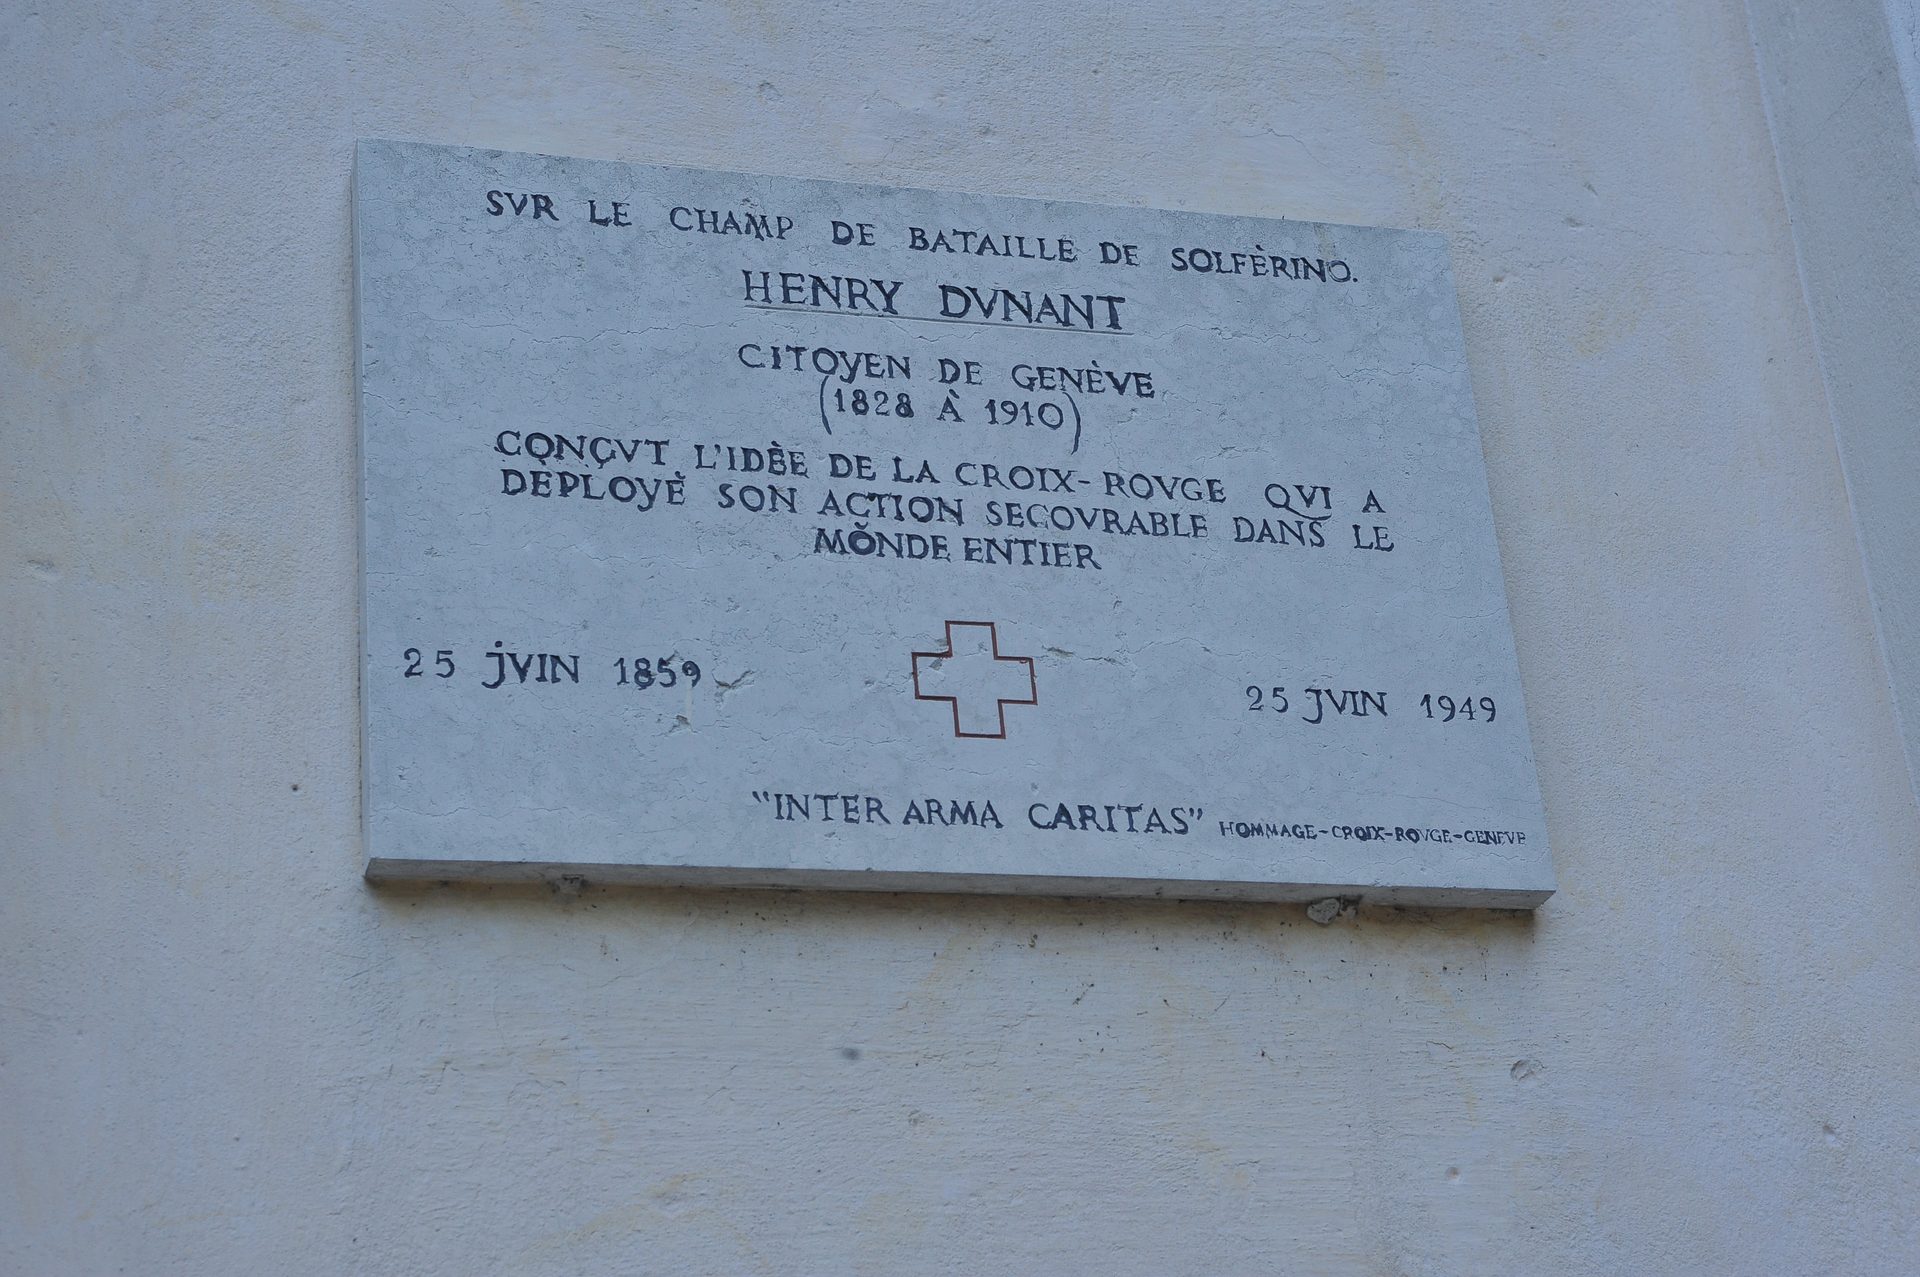 SVR LE CHAMP DE BATAILLE DE SOLFÈRINO.
HENRY DVNANT
CITOYEN DE GENÈVE
(1828 À 1910)
CONÇVT L'IDÈE DE LA CROIX-ROVGE QVI A
DEPLOYÈ SON ACTION SECOVRABLE DANS LE
MONDE ENTIER
25 JVIN 1859
25 JVIN 1949
"INTER ARMA CARITAS" HOMMAGE-CROIX-ROVGE-GENEVE